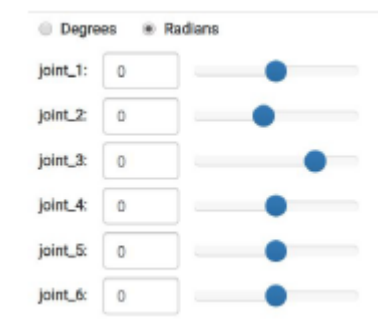 Degrees Radians
joint_1: 0
joint_2: 0
joint_3: 0
joint_4: 0
joint_5: 0
joint_6: 0